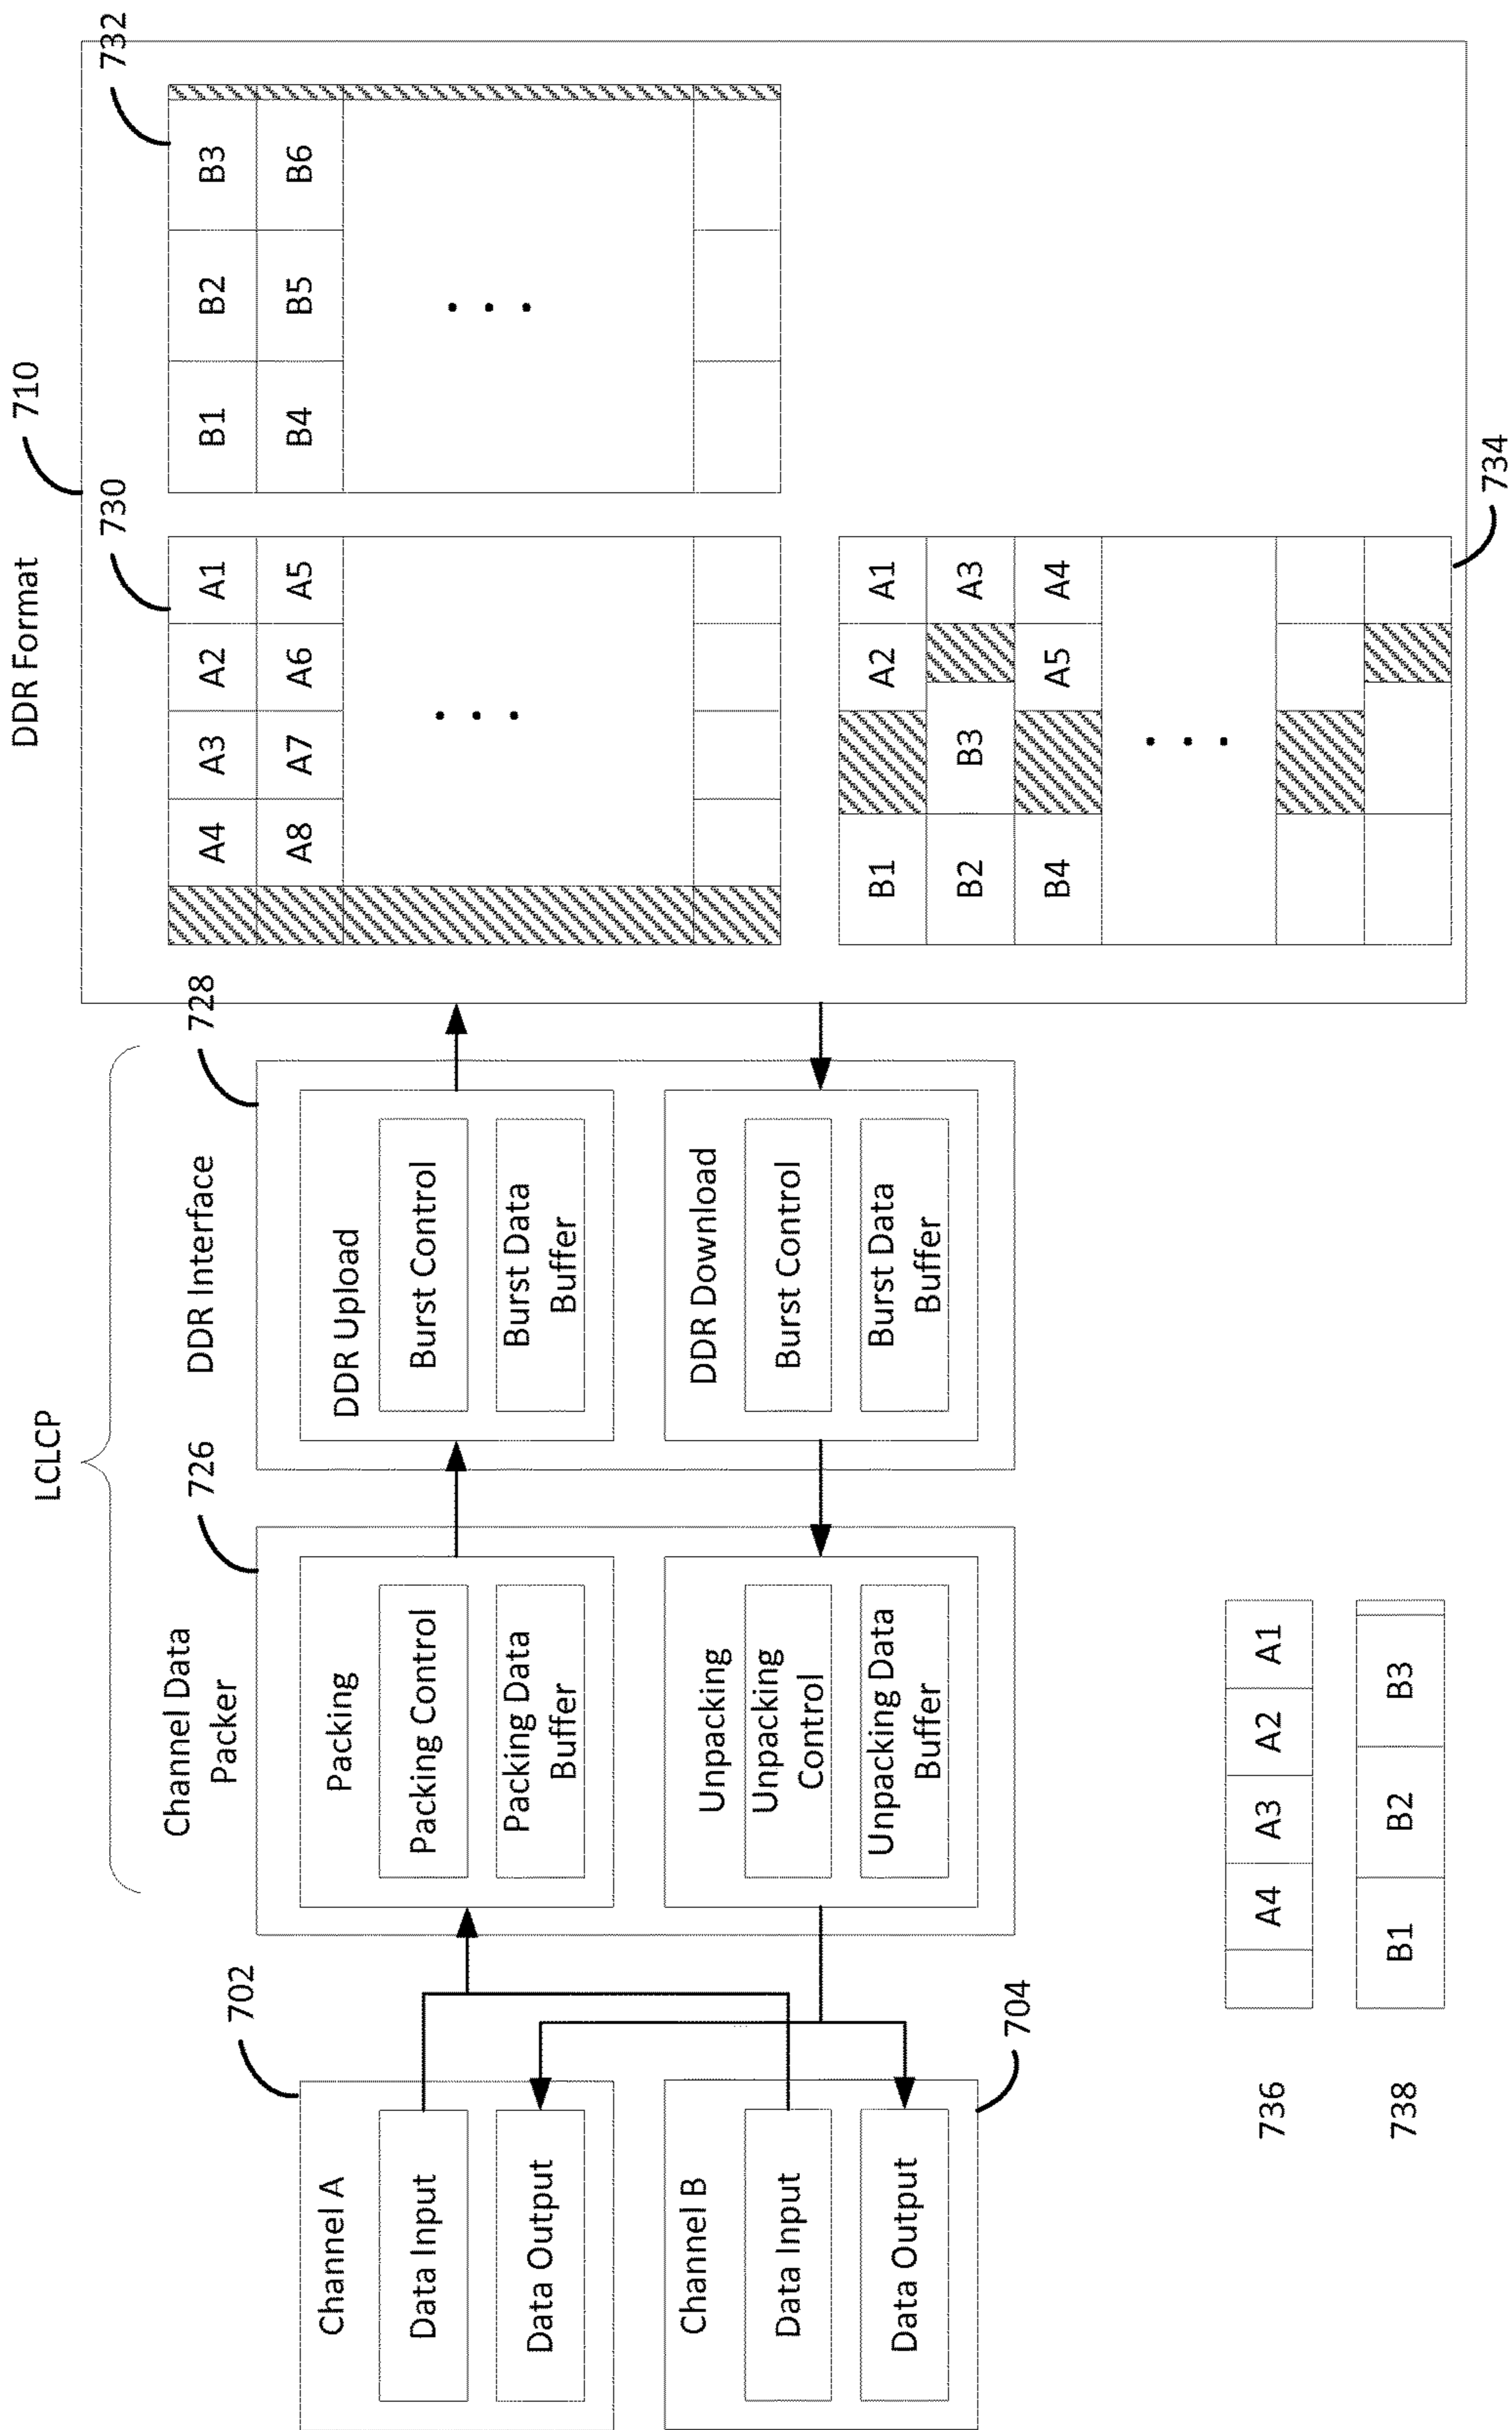 LCLCP
DDR Format
710
Channel Data
Packer
726
DDR Interface
728
730
732
702
Channel A
Data Input
Data Output
Channel B
Data Input
Data Output
704
Packing
Packing Control
Packing Data
Buffer
Unpacking
Unpacking
Control
Unpacking Data
Buffer
DDR Upload
Burst Control
Burst Data
Buffer
DDR Download
Burst Control
Burst Data
Buffer
A4 A3 A2 A1
A8 A7 A6 A5
B1 B2 B3
B4 B5 B6
B1 A2 A1
B2 B3 A3
B4 A5 A4
734
736 A4 A3 A2 A1
738 B1 B2 B3